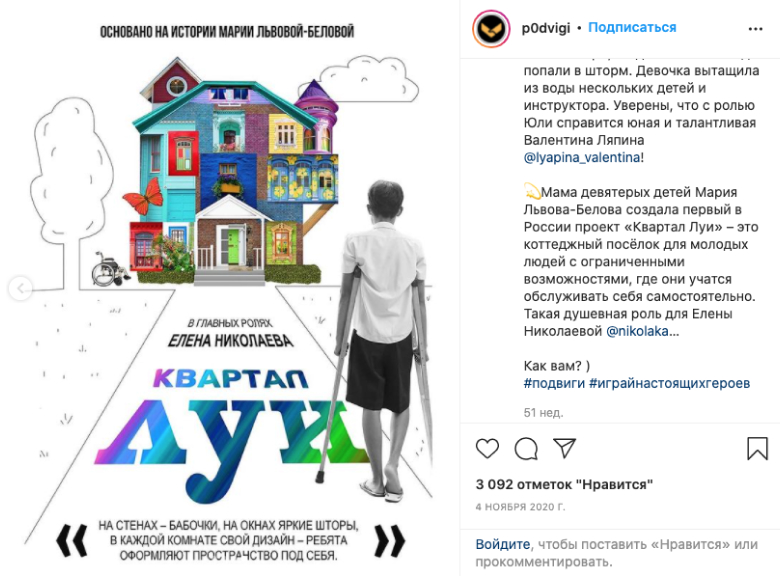 ОСНОВАНО НА ИСТОРИИ МАРИИ ЛЬВОВОЙ-БЕЛОВОЙ
В ГЛАВНЫХ РОЛЯХ
ЕЛЕНА НИКОЛАЕВА
КВАРТАЛ
ЛУИ
« НА СТЕНАХ – БАБОЧКИ, НА ОКНАХ ЯРКИЕ ШТОРЫ,
В КАЖДОЙ КОМНАТЕ СВОЙ ДИЗАЙН – РЕБЯТА
ОФОРМЛЯЮТ ПРОСТРАНСТВО ПОД СЕБЯ. »
p0dvigi • Подписаться
попали в шторм. Девочка вытащила
из воды нескольких детей и
инструктора. Уверены, что с ролью
Юли справится юная и талантливая
Валентина Ляпина
@lyapina_valentina!
💫Мама девятерых детей Мария
Львова-Белова создала первый в
России проект «Квартал Луи» – это
коттеджный посёлок для молодых
людей с ограниченными
возможностями, где они учатся
обслуживать себя самостоятельно.
Такая душевная роль для Елены
Николаевой @nikolaka...
Как вам? )
#подвиги #играйнастоящихгероев
51 нед.
3 092 отметок "Нравится"
4 НОЯБРЯ 2020 Г.
Войдите, чтобы поставить «Нравится» или
прокомментировать.